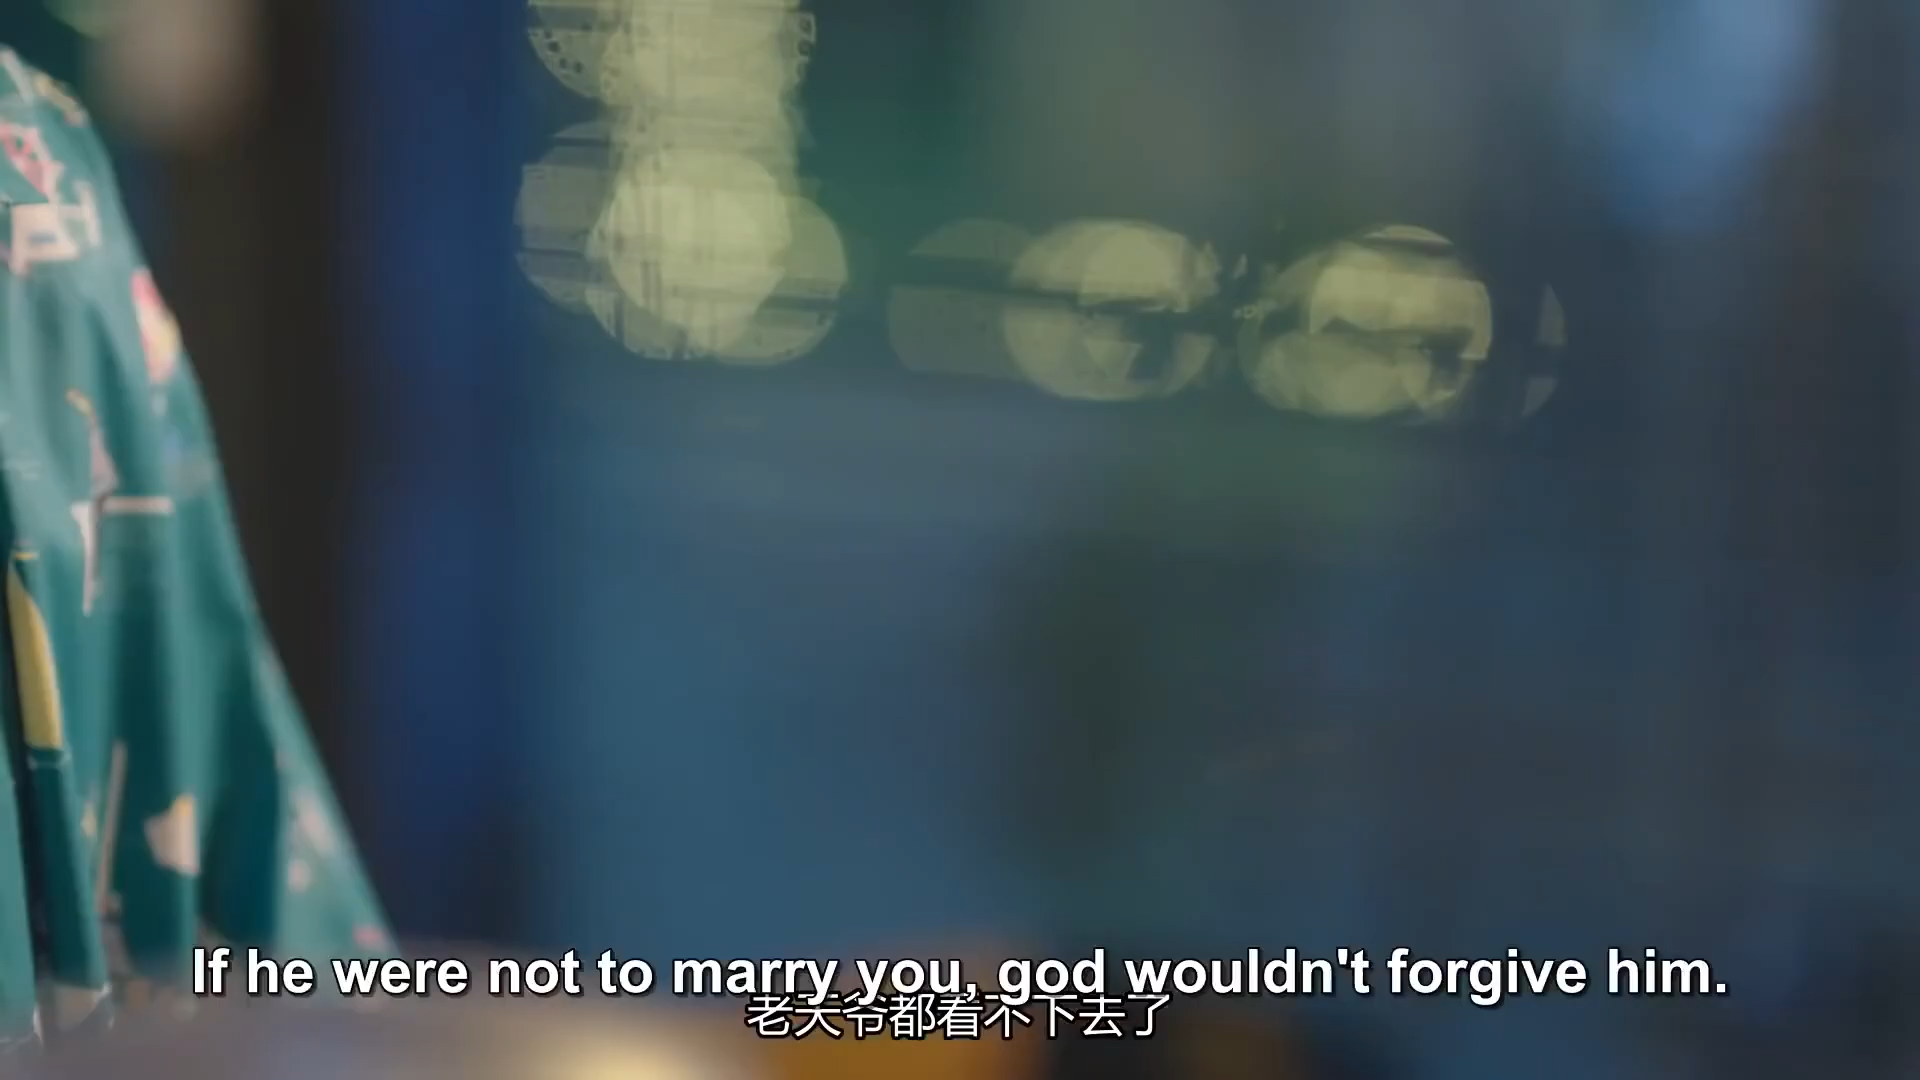 If he were not to marry you, god wouldn't forgive him.
老天爷都看不下去了